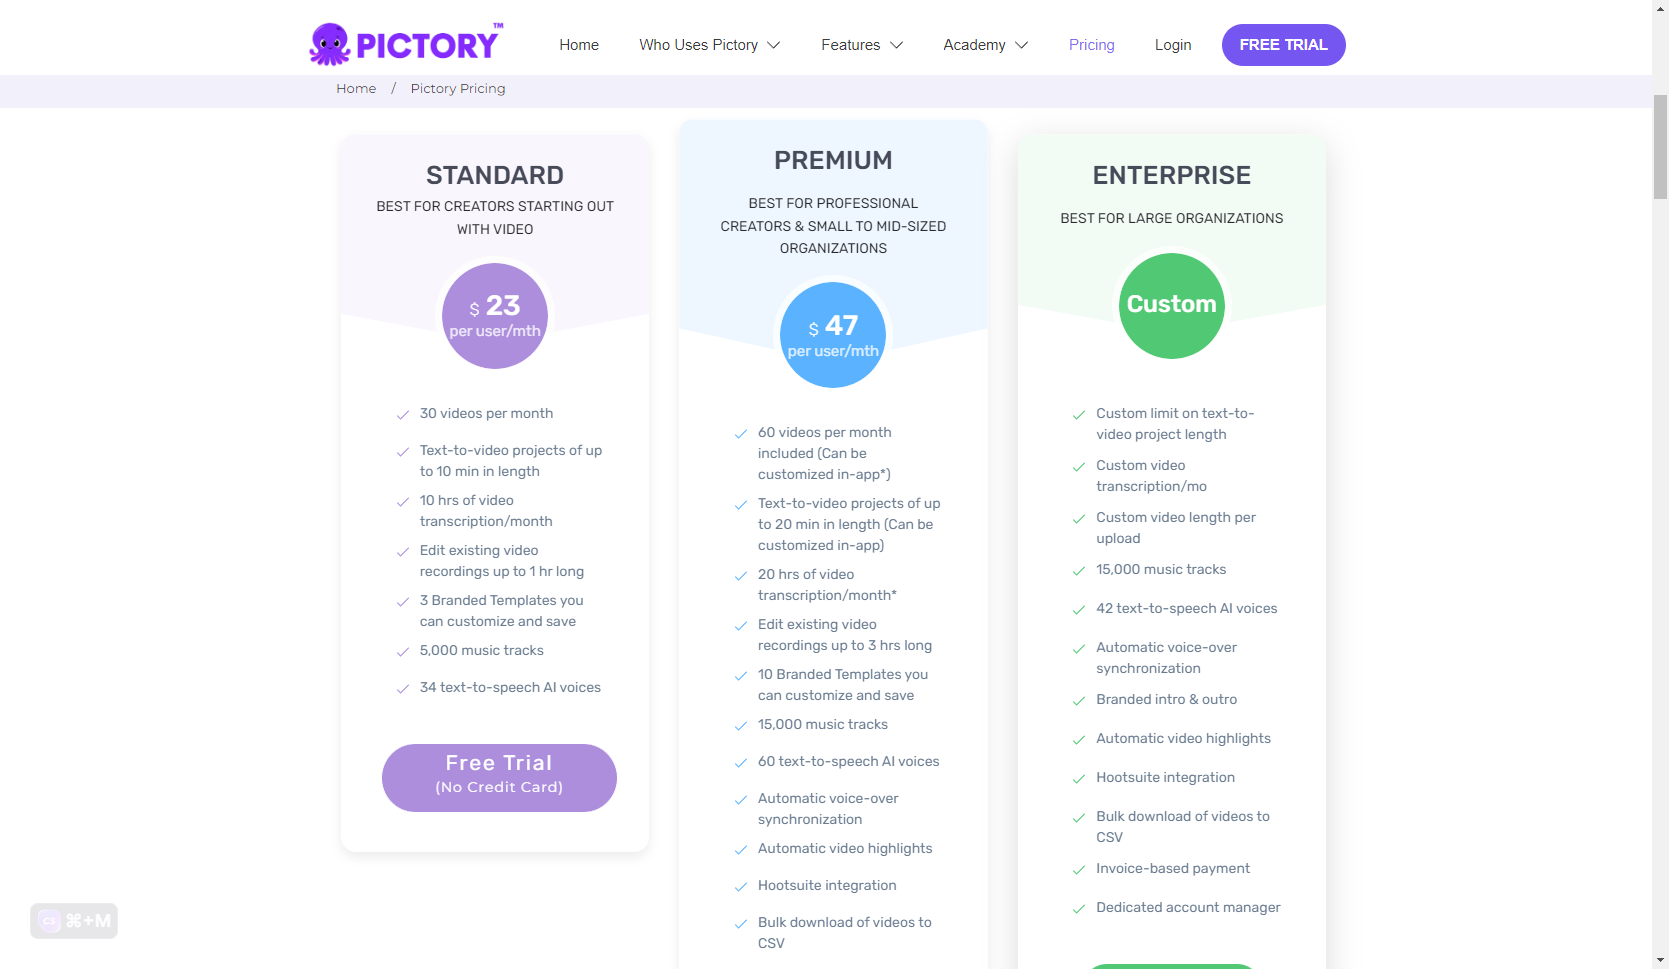 PICTORY™
Home
Who Uses Pictory
Features
Academy
Pricing
Login
FREE TRIAL
Home / Pictory Pricing
STANDARD
BEST FOR CREATORS STARTING OUT
WITH VIDEO
$ 23
per user/mth
30 videos per month
Text-to-video projects of up
to 10 min in length
10 hrs of video
transcription/month
Edit existing video
recordings up to 1 hr long
3 Branded Templates you
can customize and save
5,000 music tracks
34 text-to-speech AI voices
Free Trial
(No Credit Card)
PREMIUM
BEST FOR PROFESSIONAL
CREATORS & SMALL TO MID-SIZED
ORGANIZATIONS
$ 47
per user/mth
60 videos per month
included (Can be
customized in-app*)
Text-to-video projects of up
to 20 min in length (Can be
customized in-app)
20 hrs of video
transcription/month*
Edit existing video
recordings up to 3 hrs long
10 Branded Templates you
can customize and save
15,000 music tracks
60 text-to-speech AI voices
Automatic voice-over
synchronization
Automatic video highlights
Hootsuite integration
Bulk download of videos to
CSV
ENTERPRISE
BEST FOR LARGE ORGANIZATIONS
Custom
Custom limit on text-to-
video project length
Custom video
transcription/mo
Custom video length per
upload
15,000 music tracks
42 text-to-speech AI voices
Automatic voice-over
synchronization
Branded intro & outro
Automatic video highlights
Hootsuite integration
Bulk download of videos to
CSV
Invoice-based payment
Dedicated account manager
CS ⌘+M